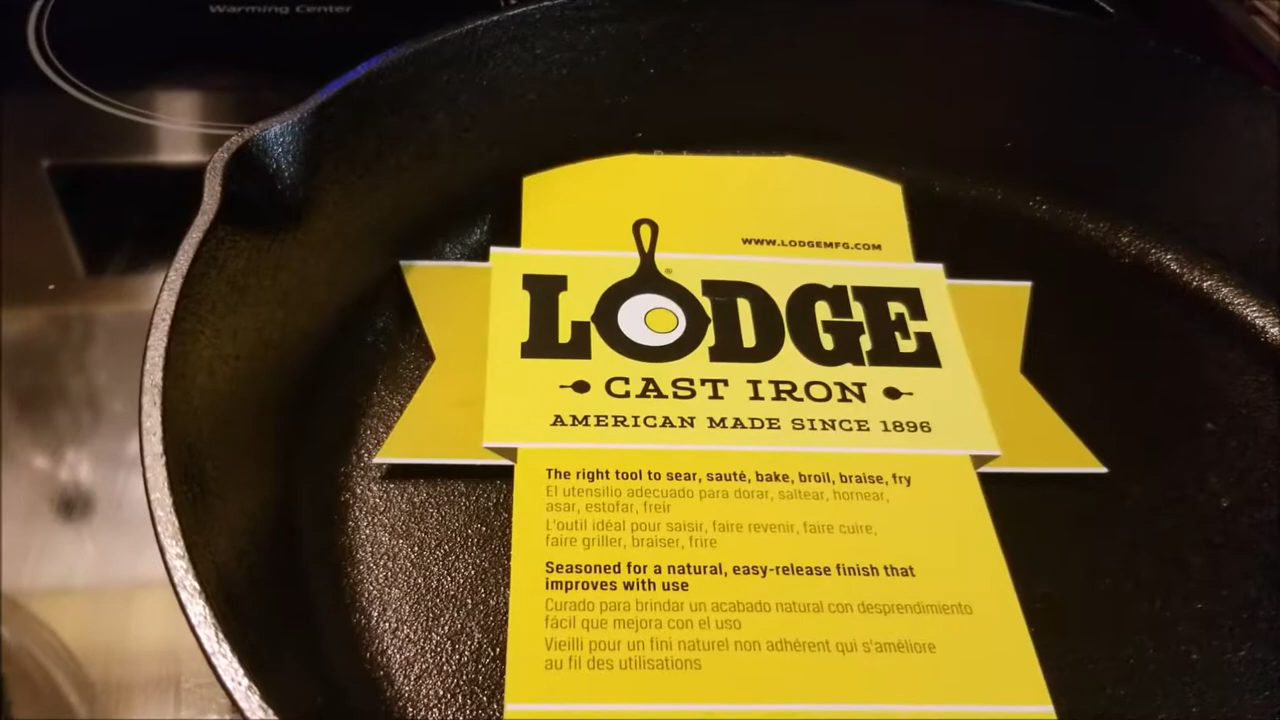 Warming Center
WWW.LODGEMFG.COM
LODGE®
CAST IRON
AMERICAN MADE SINCE 1896
The right tool to sear, sauté, bake, broil, braise, fry
El utensilio adecuado para dorar, saltear, hornear,
asar, estofar, freír
L'outil idéal pour saisir, faire revenir, faire cuire,
faire griller, braiser, frire
Seasoned for a natural, easy-release finish that
improves with use
Curado para brindar un acabado natural con desprendimiento
fácil que mejora con el uso
Vieilli pour un fini naturel non adhérent qui s'améliore
au fil des utilisations